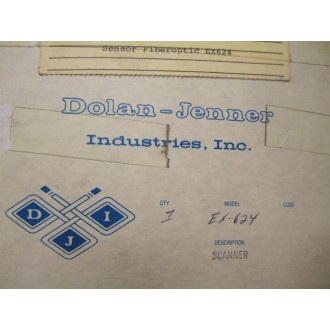 Sensor Fiberoptic EX624
Dolan-Jenner
Industries, Inc.
D I
J
QTY MODEL CODE
1 EX-624
DESCRIPTION
SCANNER